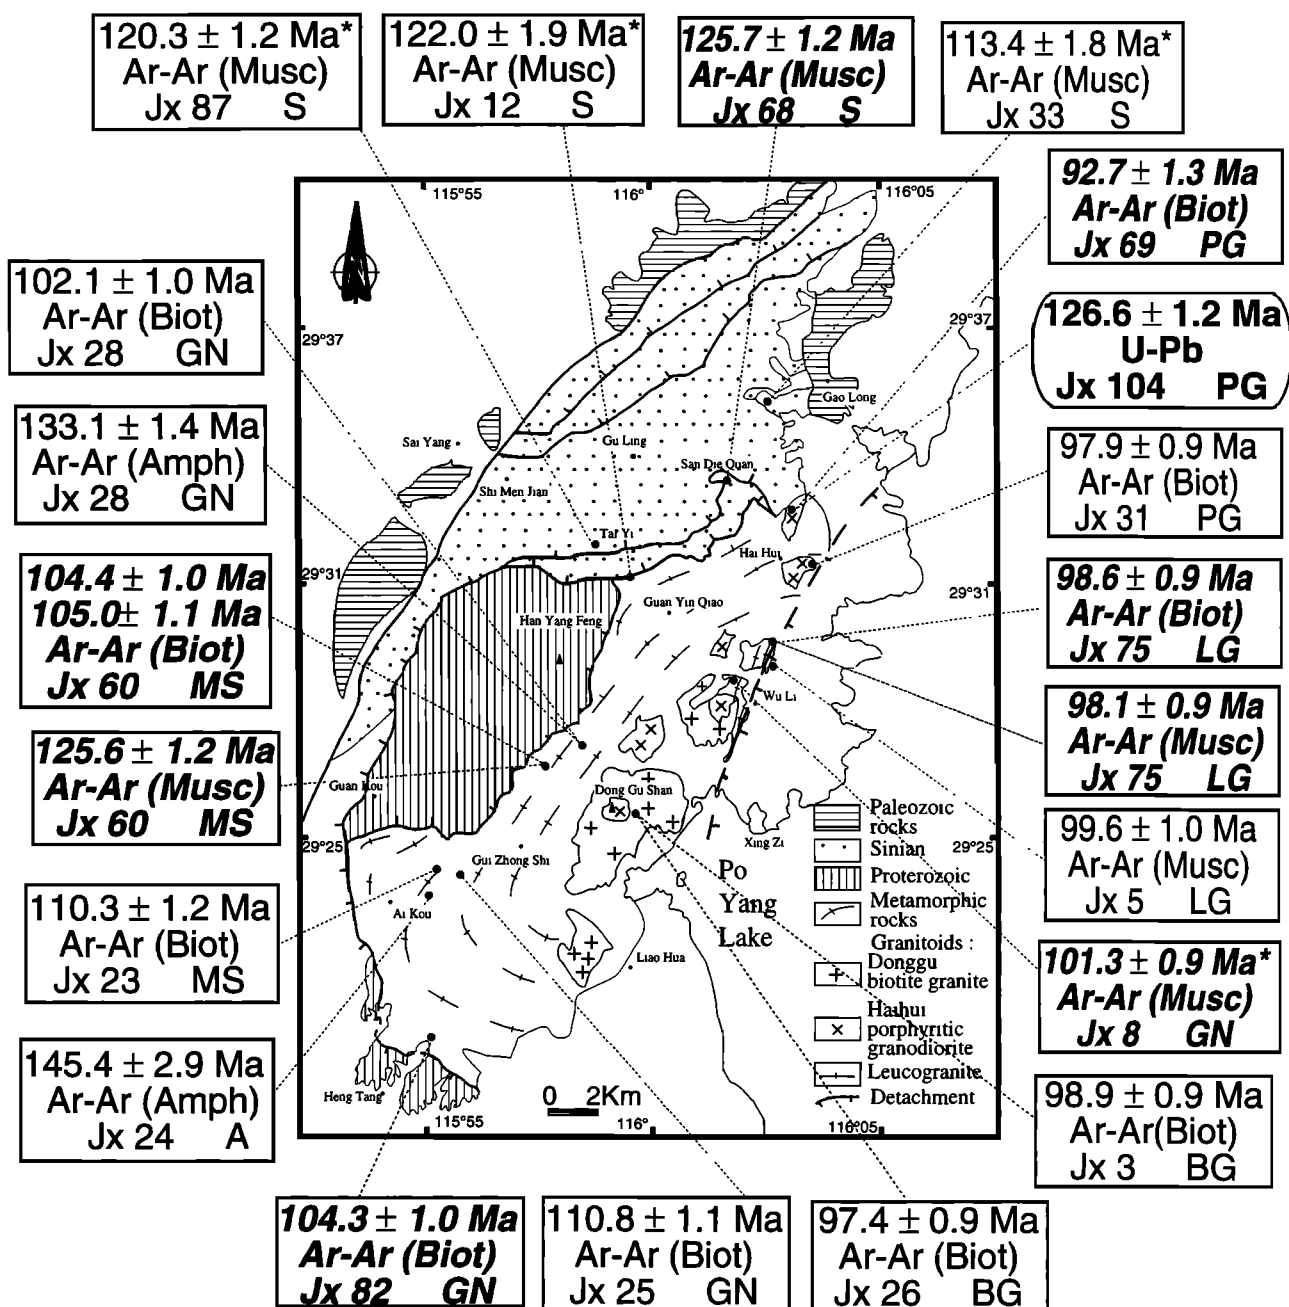 120.3 ± 1.2 Ma*
Ar-Ar (Musc)
Jx 87 S
122.0 ± 1.9 Ma*
Ar-Ar (Musc)
Jx 12 S
125.7 ± 1.2 Ma
Ar-Ar (Musc)
Jx 68 S
113.4 ± 1.8 Ma*
Ar-Ar (Musc)
Jx 33 S
92.7 ± 1.3 Ma
Ar-Ar (Biot)
Jx 69 PG
126.6 ± 1.2 Ma
U-Pb
Jx 104 PG
97.9 ± 0.9 Ma
Ar-Ar (Biot)
Jx 31 PG
98.6 ± 0.9 Ma
Ar-Ar (Biot)
Jx 75 LG
98.1 ± 0.9 Ma
Ar-Ar (Musc)
Jx 75 LG
99.6 ± 1.0 Ma
Ar-Ar (Musc)
Jx 5 LG
101.3 ± 0.9 Ma*
Ar-Ar (Musc)
Jx 8 GN
98.9 ± 0.9 Ma
Ar-Ar(Biot)
Jx 3 BG
102.1 ± 1.0 Ma
Ar-Ar (Biot)
Jx 28 GN
133.1 ± 1.4 Ma
Ar-Ar (Amph)
Jx 28 GN
104.4 ± 1.0 Ma
105.0± 1.1 Ma
Ar-Ar (Biot)
Jx 60 MS
125.6 ± 1.2 Ma
Ar-Ar (Musc)
Jx 60 MS
110.3 ± 1.2 Ma
Ar-Ar (Biot)
Jx 23 MS
145.4 ± 2.9 Ma
Ar-Ar (Amph)
Jx 24 A
104.3 ± 1.0 Ma
Ar-Ar (Biot)
Jx 82 GN
110.8 ± 1.1 Ma
Ar-Ar (Biot)
Jx 25 GN
97.4 ± 0.9 Ma
Ar-Ar (Biot)
Jx 26 BG
115°55
116°
116°05
29°37
29°37
Gao Long
Sai Yang
Gu Ling
San Die Quan
Shi Men Jian
Tai Yi
Hai Hui
29°31
29°31
Guan Yin Qiao
Han Yang Feng
Wu Li
Guan Kou
Dong Gu Shan
Xing Zi
29°25
29°25
Gui Zhong Shi
Ai Kou
Po
Yang
Lake
Liao Hua
Heng Tang
0 2Km
115°55
116°
116°05
Paleozoic
rocks
Sinian
Proterozoic
Metamorphic
rocks
Granitoids :
Donggu
biotite granite
Haihui
porphyritic
granodiorite
Leucogranite
Detachment